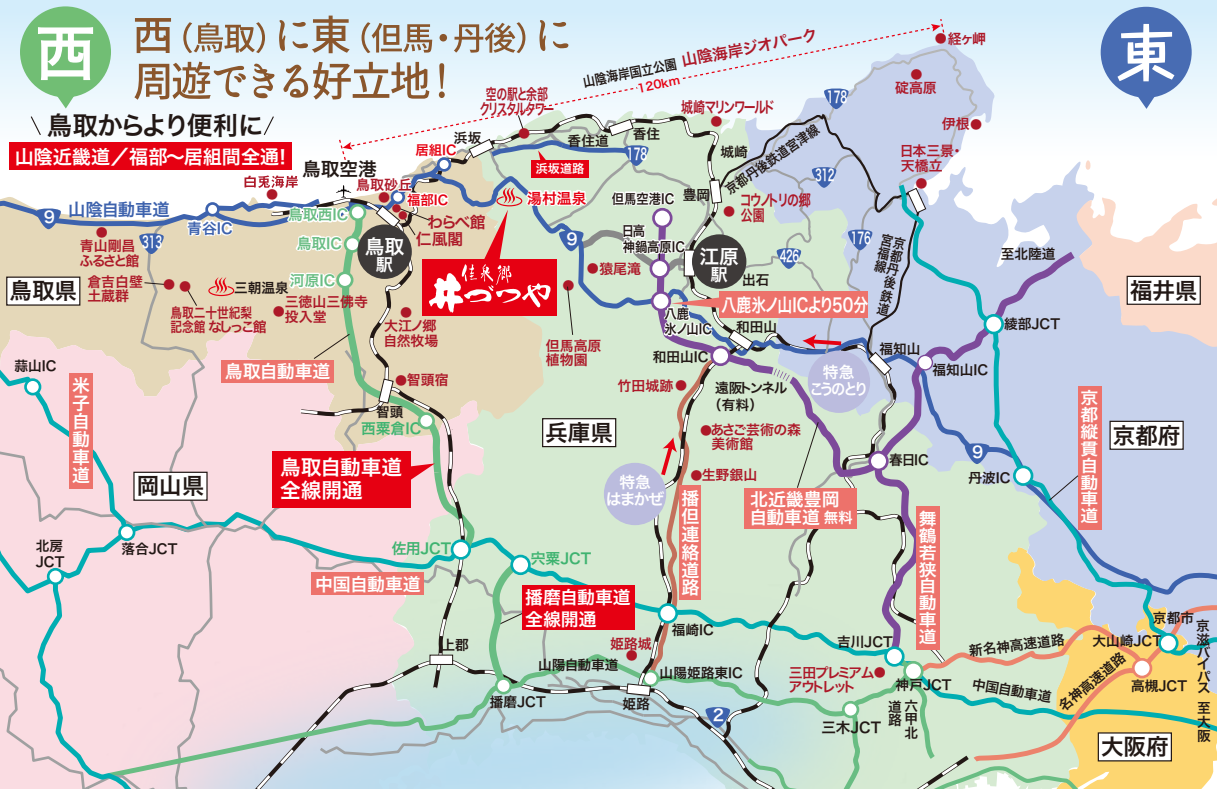 西
西（鳥取）に東（但馬・丹後）に
周遊できる好立地！
東
\ 鳥取からより便利に /
山陰近畿道／福部〜居組間全通！
山陰海岸国立公園 山陰海岸ジオパーク
120km
経ヶ岬
碇高原
伊根
日本三景・
天橋立
空の駅と余部
クリスタルタワー
城崎マリンワールド
178
浜坂
香住道
香住
城崎
居組IC
浜坂道路
178
京都丹後鉄道宮津線
312
鳥取空港
白兎海岸
鳥取砂丘
福部IC
湯村温泉
但馬空港IC
豊岡
コウノトリの郷
公園
9
山陰自動車道
青谷IC
鳥取西IC
わらべ館
仁風閣
9
日高
神鍋高原IC
176
京都丹後鉄道
宮福線
至北陸道
313
青山剛昌
ふるさと館
鳥取IC
鳥取
駅
佳泉郷
井づつや
猿尾滝
江原
駅
426
出石
鳥取県
倉吉白壁
土蔵群
三朝温泉
河原IC
福井県
鳥取二十世紀梨
記念館 なしっこ館
三徳山三佛寺
投入堂
大江ノ郷
自然牧場
但馬高原
植物園
八鹿
氷ノ山IC
八鹿氷ノ山ICより50分
和田山
綾部JCT
蒜山IC
鳥取自動車道
智頭宿
和田山IC
福知山
福知山IC
特急
こうのとり
米子自動車道
智頭
西粟倉IC
竹田城跡
遠阪トンネル
（有料）
京都縦貫自動車道
兵庫県
あさご芸術の森
美術館
京都府
鳥取自動車道
全線開通
岡山県
特急
はまかぜ
生野銀山
春日IC
9
丹波IC
北近畿豊岡
自動車道 無料
播但連絡道路
舞鶴若狭自動車道
北房
JCT
落合JCT
佐用JCT
宍粟JCT
中国自動車道
播磨自動車道
全線開通
福崎IC
吉川JCT
新名神高速道路
京都市
大山崎JCT
京滋バイパス 至大阪
上郡
姫路城
山陽自動車道
山陽姫路東IC
三田プレミアム
アウトレット
神戸JCT
中国自動車道
名神高速道路
高槻JCT
播磨JCT
姫路
2
三木JCT
六甲北
道路
大阪府